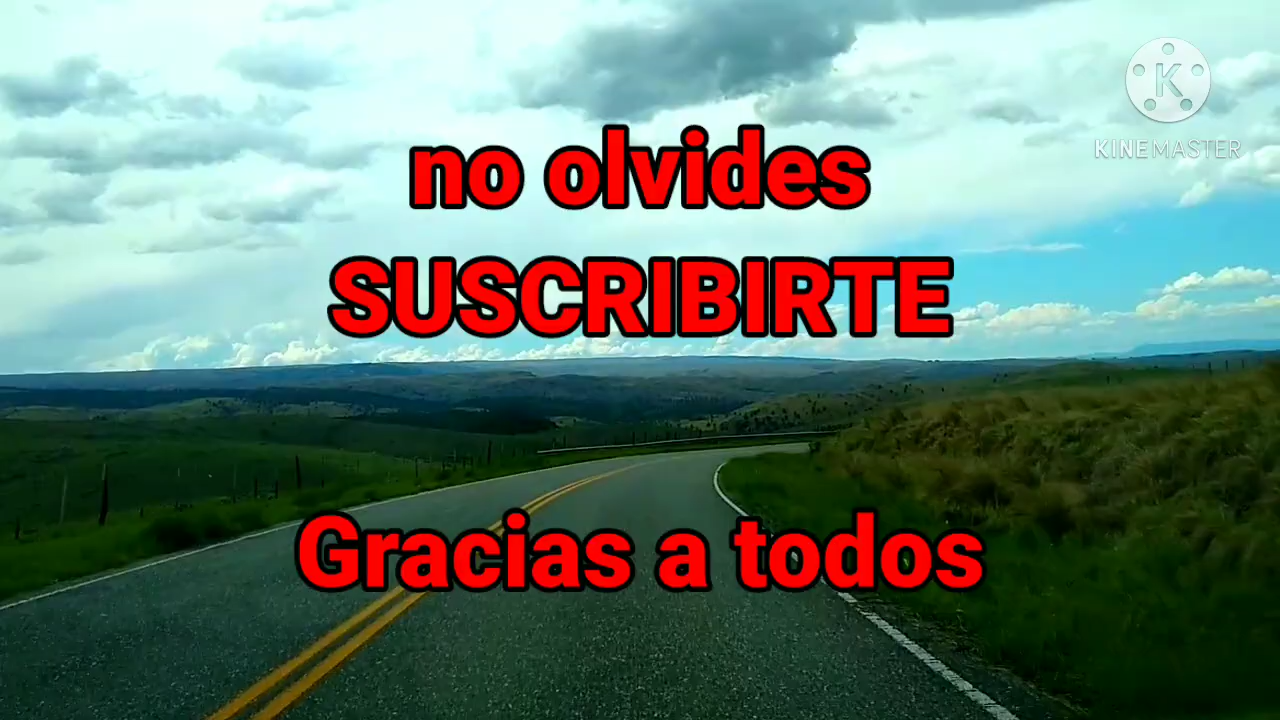 K
KINEMASTER
no olvides
SUSCRIBIRTE
Gracias a todos